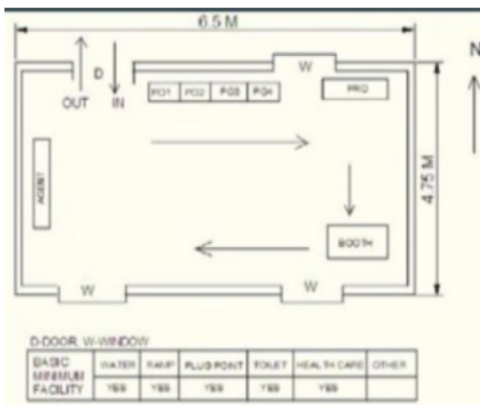 6.5 M
N
W
D
OUT IN
PO1 PO2 PO3 PO4
PRO
AGENT
4.75 M
BOOTH
W W
D-DOOR, W-WINDOW
BASIC MINIMUM FACILITY WATER RAMP PLUG POINT TOILET HEALTH CARE OTHER
YES YES YES YES YES